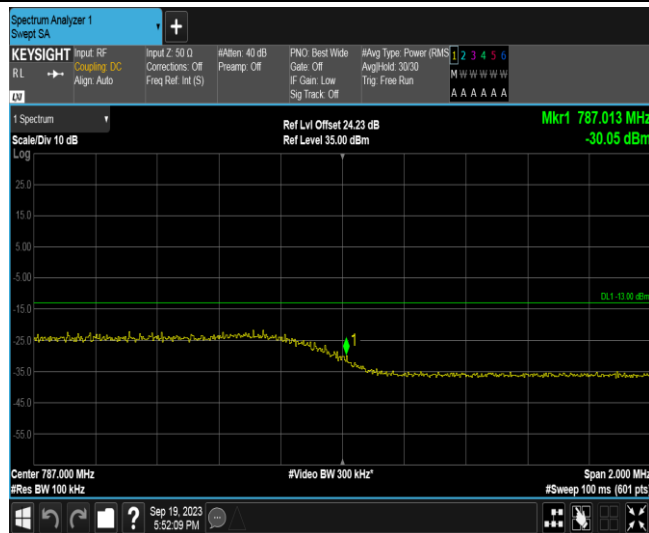 Spectrum Analyzer 1
Swept SA
+
KEYSIGHT Input: RF Input Z: 50 Ω #Atten: 40 dB PNO: Best Wide #Avg Type: Power (RMS 1 2 3 4 5 6
RL Coupling: DC Corrections: Off Preamp: Off Gate: Off Avg|Hold: 30/30 M W W W W W
Align: Auto Freq Ref: Int (S) IF Gain: Low Trig: Free Run
Sig Track: Off A A A A A A
1 Spectrum Ref Lvl Offset 24.23 dB Mkr1 787.013 MHz
Scale/Div 10 dB Ref Level 35.00 dBm -30.05 dBm
Log
25.0
15.0
5.00
-5.00
DL1 -13.00 dBm
-15.0
-25.0
1
-35.0
-45.0
-55.0
Center 787.000 MHz #Video BW 300 kHz* Span 2.000 MHz
#Res BW 100 kHz #Sweep 100 ms (601 pts)
? Sep 19, 2023
5:52:09 PM